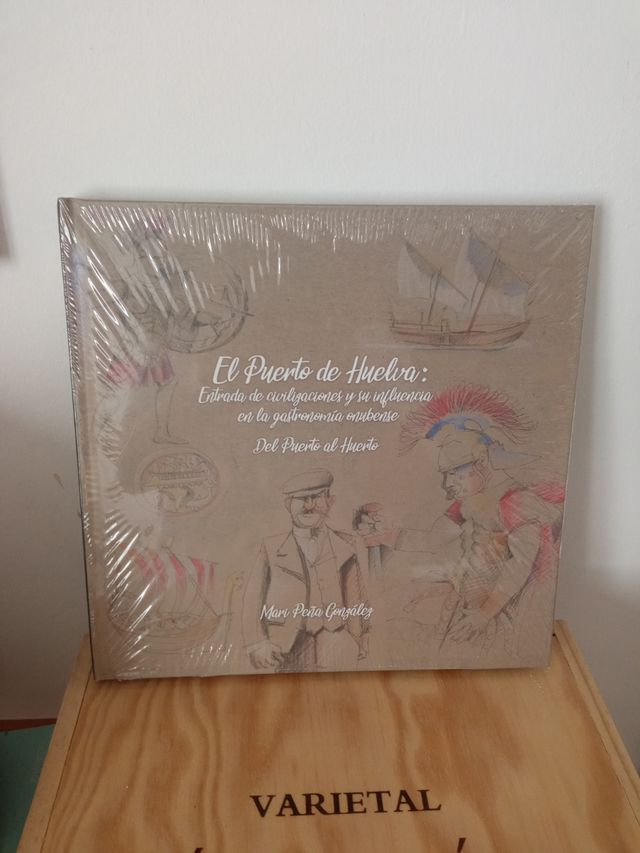 El Puerto de Huelva:
Entrada de civilizaciones y su influencia
en la gastronomía onubense
Del Puerto al Huerto
Mari Peña González
VARIETAL